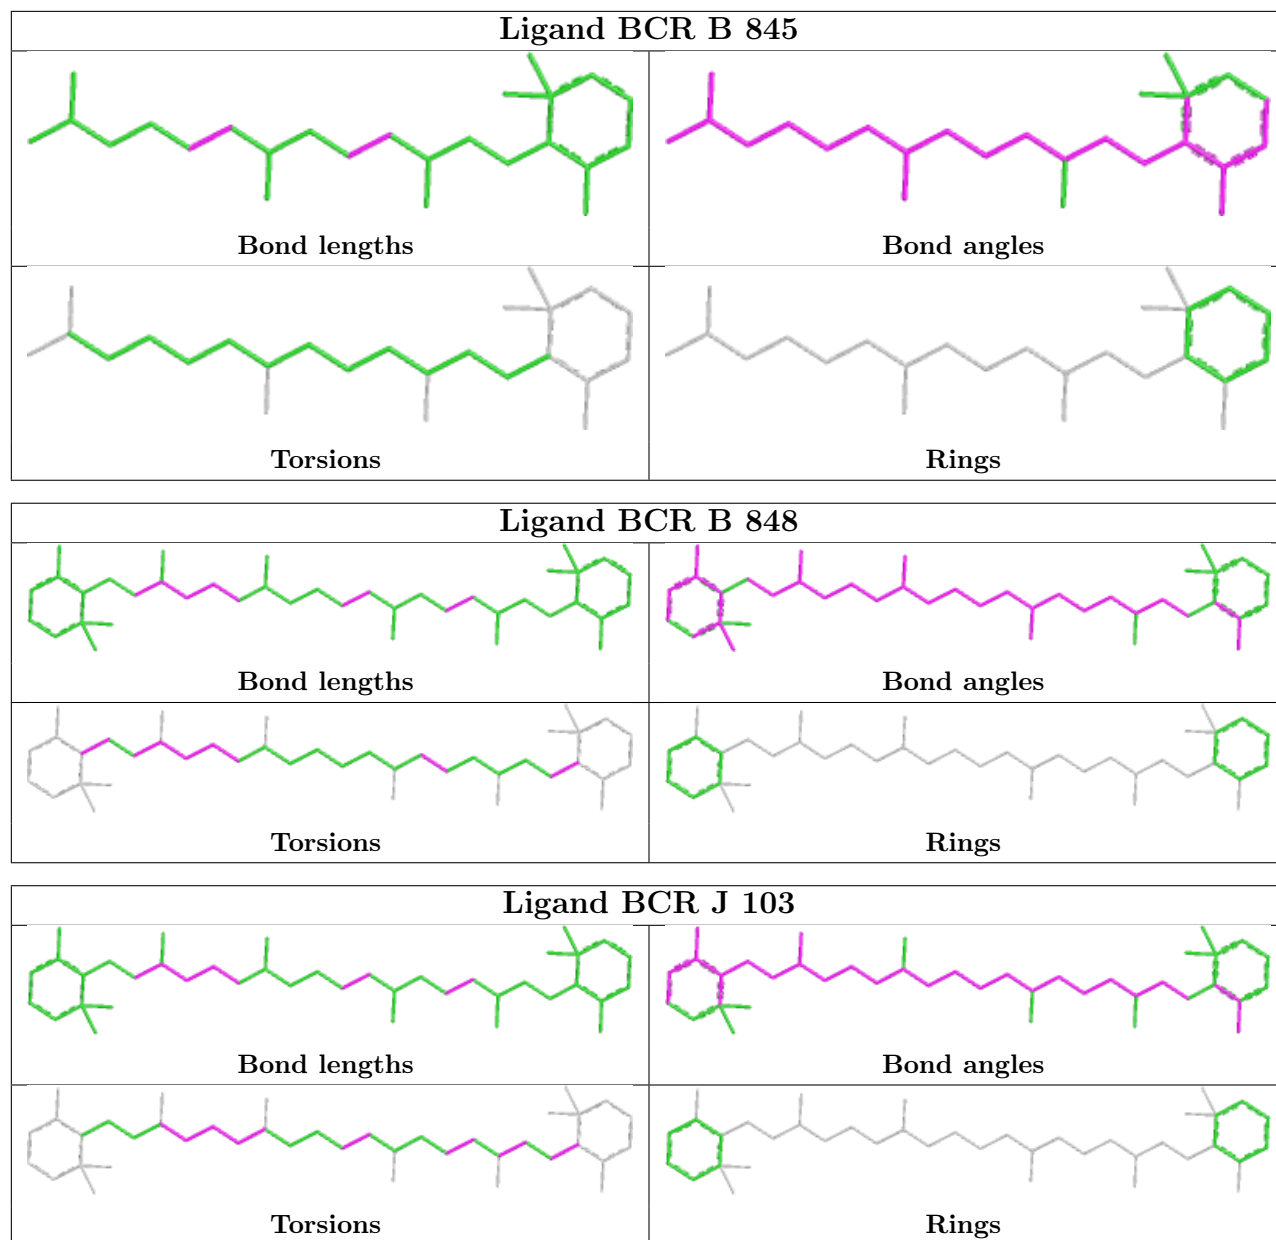 Ligand BCR B 845
Bond lengths
Bond angles
Torsions
Rings
Ligand BCR B 848
Bond lengths
Bond angles
Torsions
Rings
Ligand BCR J 103
Bond lengths
Bond angles
Torsions
Rings